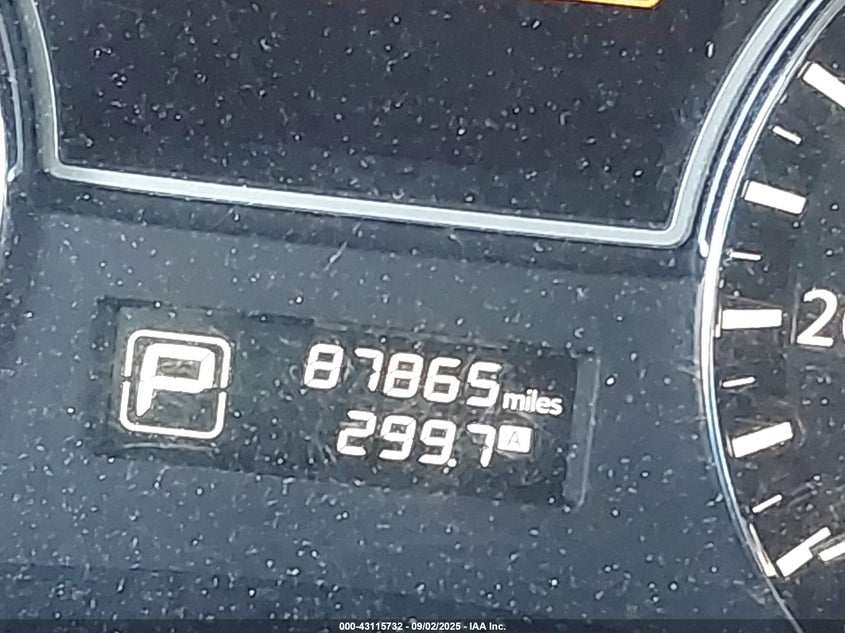 P
87865 miles
299.7 A
000-43115732 - 09/02/2025 - IAA Inc.